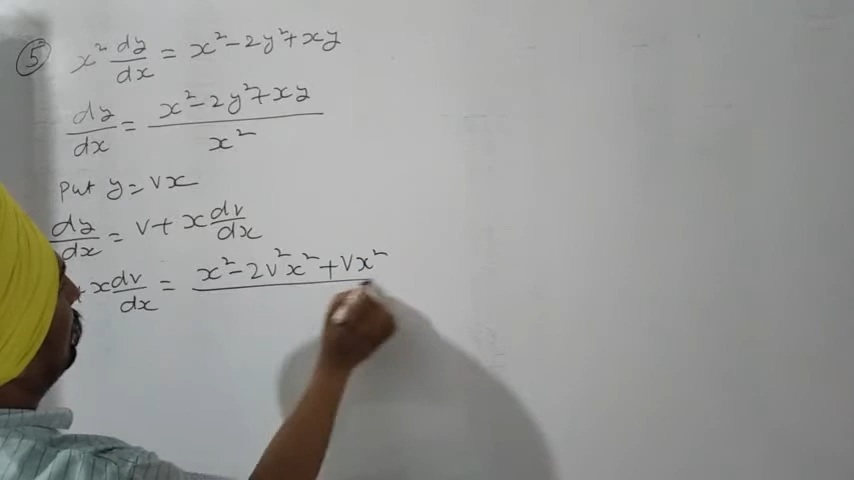 ⑤ x² dy/dx = x² - 2y² + xy
dy/dx = (x² - 2y² + xy)/x²
Put y = vx
dy/dx = v + x dv/dx
+ x dv/dx = x² - 2v²x² + vx²